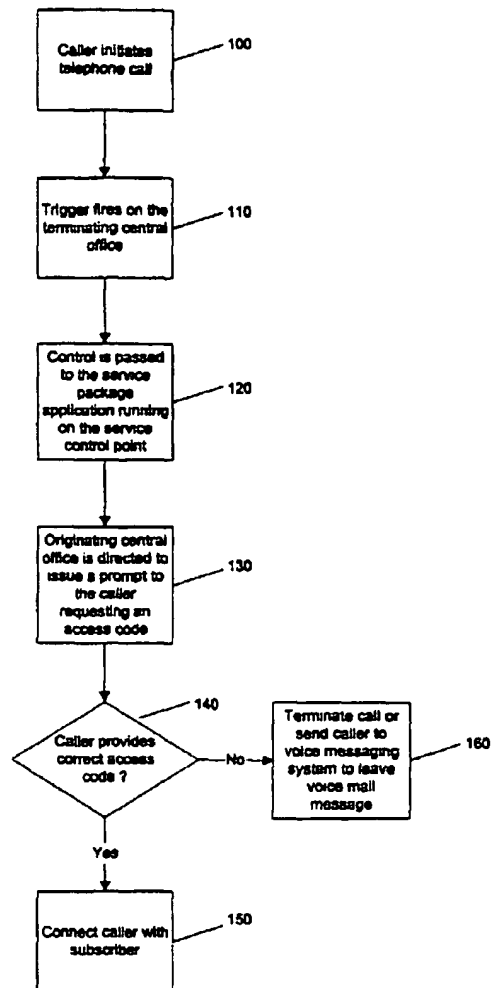 Caller initiates
telephone call
100
Trigger fires on the
terminating central
office
110
Control is passed
to the service
package
application running
on the service
control point
120
Originating central
office is directed to
issue a prompt to
the caller
requesting an
access code
130
140
Caller provides
correct access
code ?
No
Terminate call or
send caller to
voice messaging
system to leave
voice mail
message
160
Yes
Connect caller with
subscriber
150